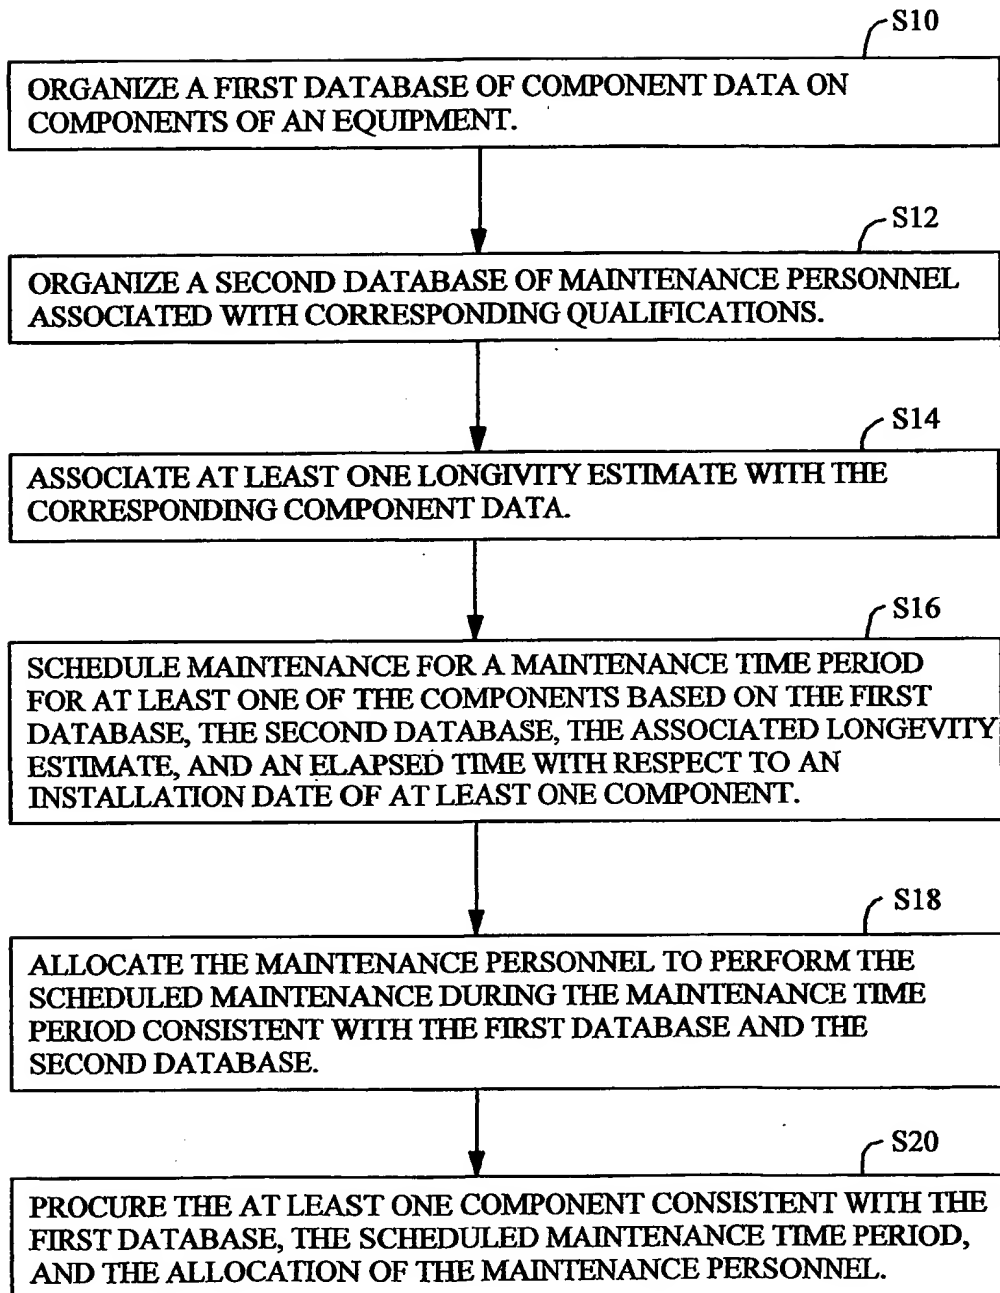 S10
ORGANIZE A FIRST DATABASE OF COMPONENT DATA ON
COMPONENTS OF AN EQUIPMENT.
S12
ORGANIZE A SECOND DATABASE OF MAINTENANCE PERSONNEL
ASSOCIATED WITH CORRESPONDING QUALIFICATIONS.
S14
ASSOCIATE AT LEAST ONE LONGIVITY ESTIMATE WITH THE
CORRESPONDING COMPONENT DATA.
S16
SCHEDULE MAINTENANCE FOR A MAINTENANCE TIME PERIOD
FOR AT LEAST ONE OF THE COMPONENTS BASED ON THE FIRST
DATABASE, THE SECOND DATABASE, THE ASSOCIATED LONGEVITY
ESTIMATE, AND AN ELAPSED TIME WITH RESPECT TO AN
INSTALLATION DATE OF AT LEAST ONE COMPONENT.
S18
ALLOCATE THE MAINTENANCE PERSONNEL TO PERFORM THE
SCHEDULED MAINTENANCE DURING THE MAINTENANCE TIME
PERIOD CONSISTENT WITH THE FIRST DATABASE AND THE
SECOND DATABASE.
S20
PROCURE THE AT LEAST ONE COMPONENT CONSISTENT WITH THE
FIRST DATABASE, THE SCHEDULED MAINTENANCE TIME PERIOD,
AND THE ALLOCATION OF THE MAINTENANCE PERSONNEL.